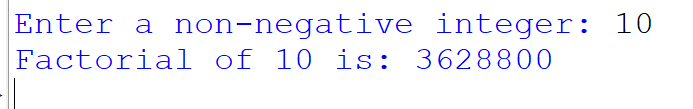 Enter a non-negative integer: 10
Factorial of 10 is: 3628800